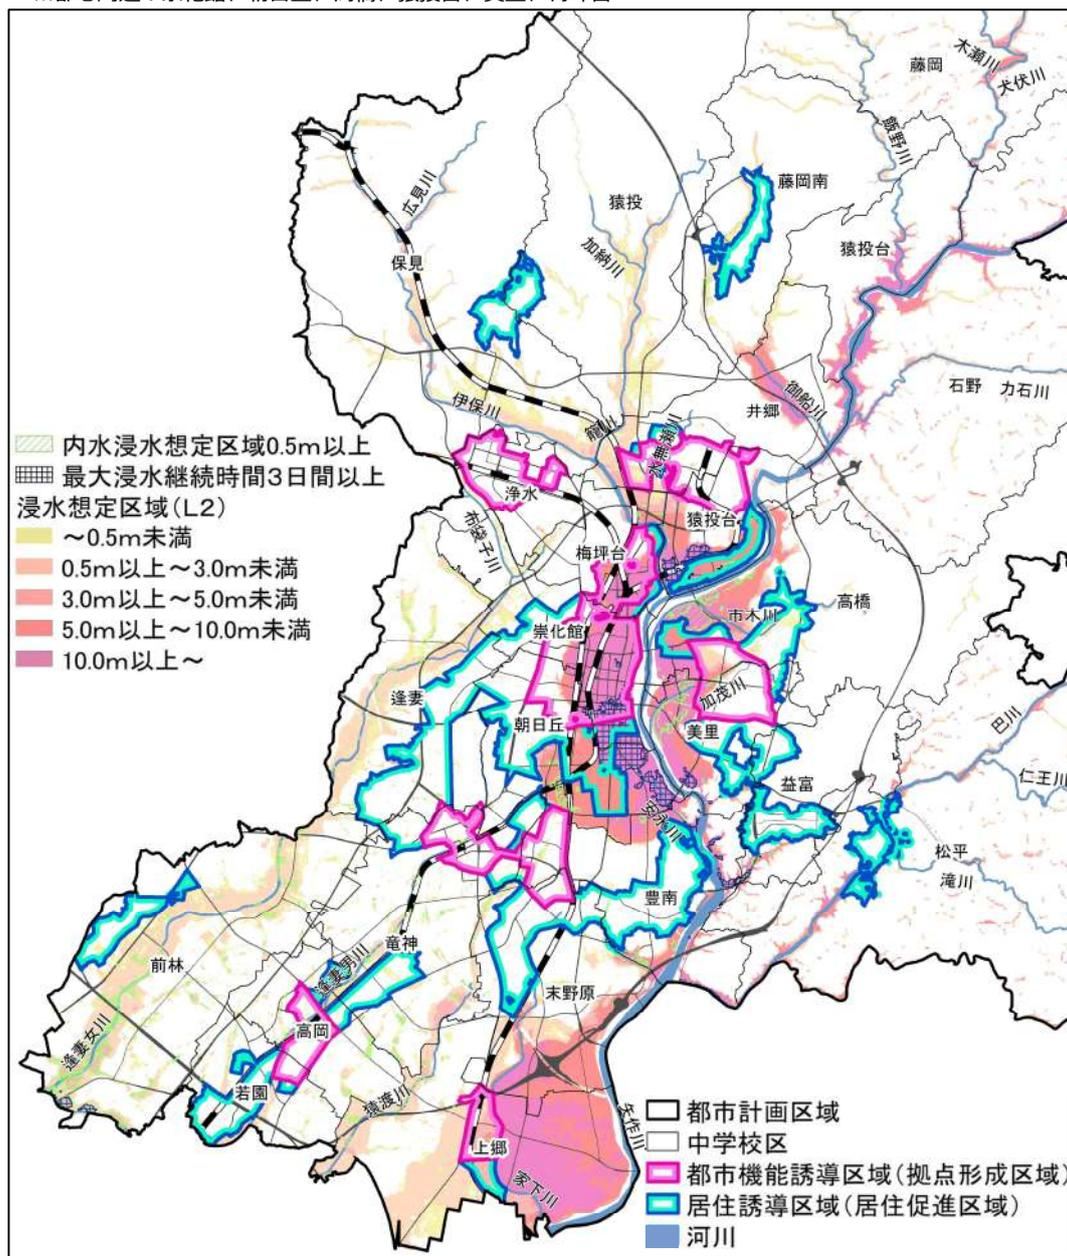 木瀬川
藤岡
犬伏川
飯野川
藤岡南
広見川
猿投
加納川
猿投台
保見
御船川
井郷
石野
力石川
伊保川
籠川
水無瀬川
内水浸水想定区域0.5m以上
最大浸水継続時間3日間以上
浸水想定区域(L2)
～0.5m未満
0.5m以上～3.0m未満
3.0m以上～5.0m未満
5.0m以上～10.0m未満
10.0m以上～
浄水
布袋子川
猿投台
梅坪台
市木川
高橋
崇化館
逢妻
加茂川
朝日丘
美里
巴川
益富
仁王川
安永川
松平
滝川
豊南
竜神
前林
逢妻男川
末野原
高岡
逢妻女川
若園
猿渡川
上郷
矢作川
家下川
都市計画区域
中学校区
都市機能誘導区域(拠点形成区域)
居住誘導区域(居住促進区域)
河川